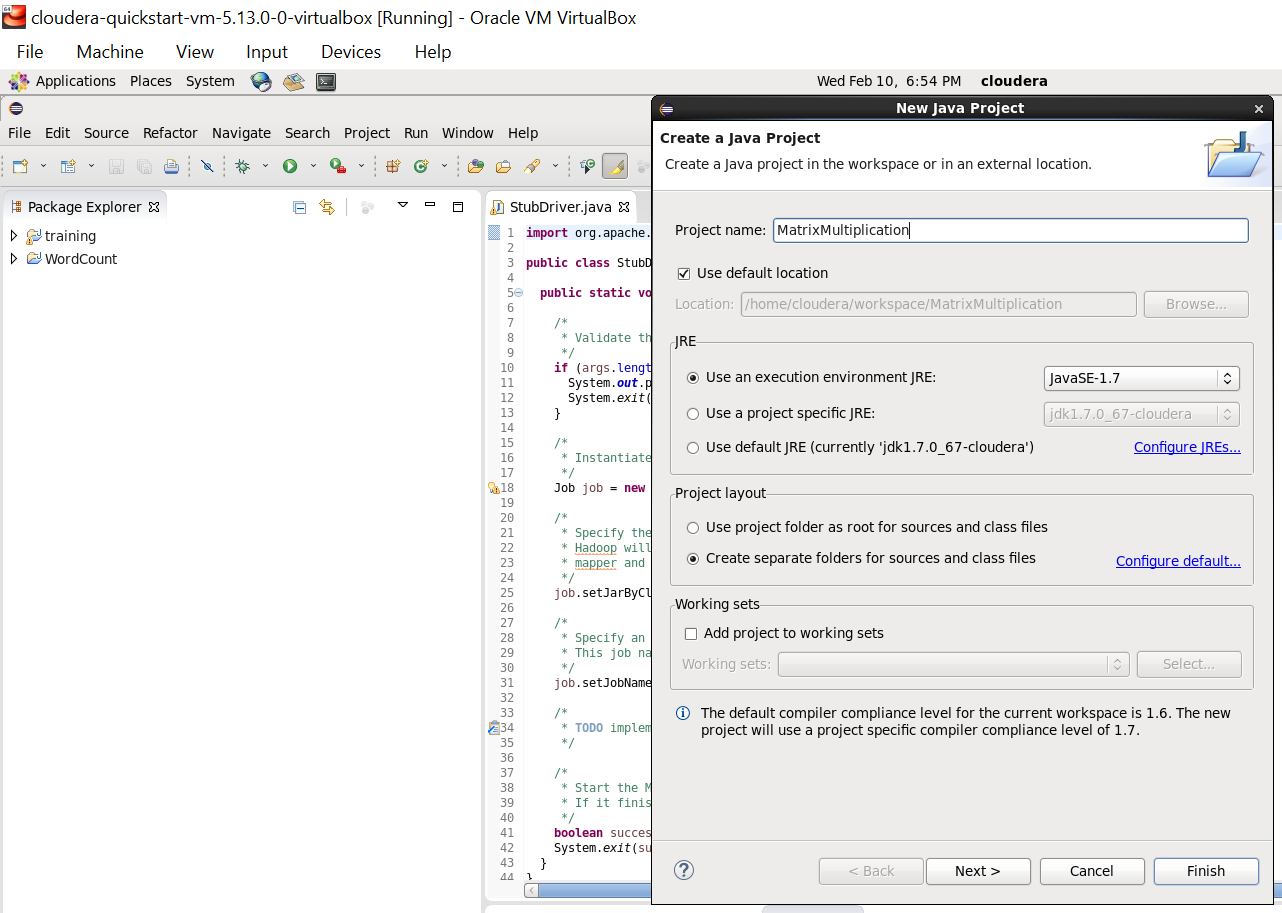 cloudera-quickstart-vm-5.13.0-0-virtualbox [Running] - Oracle VM VirtualBox
File Machine View Input Devices Help
Applications Places System Wed Feb 10, 6:54 PM cloudera
New Java Project
File Edit Source Refactor Navigate Search Project Run Window Help
Create a Java Project
Create a Java project in the workspace or in an external location.
Package Explorer
training
WordCount
StubDriver.java
1 import org.apache.
2
3 public class StubD
4
5 public static vo
6
7 /*
8 * Validate th
9 */
10 if (args.lengt
11 System.out.p
12 System.exit(
13 }
14
15 /*
16 * Instantiate
17 */
18 Job job = new
19
20 /*
21 * Specify the
22 * Hadoop will
23 * mapper and
24 */
25 job.setJarByCl
26
27 /*
28 * Specify an
29 * This job na
30 */
31 job.setJobName
32
33 /*
34 * TODO implem
35 */
36
37 /*
38 * Start the M
39 * If it finis
40 */
41 boolean succes
42 System.exit(su
43 }
44 }
Project name: MatrixMultiplication
Use default location
Location: /home/cloudera/workspace/MatrixMultiplication Browse...
JRE
Use an execution environment JRE: JavaSE-1.7
Use a project specific JRE: jdk1.7.0_67-cloudera
Use default JRE (currently 'jdk1.7.0_67-cloudera') Configure JREs...
Project layout
Use project folder as root for sources and class files
Create separate folders for sources and class files Configure default...
Working sets
Add project to working sets
Working sets: Select...
The default compiler compliance level for the current workspace is 1.6. The new
project will use a project specific compiler compliance level of 1.7.
< Back Next > Cancel Finish